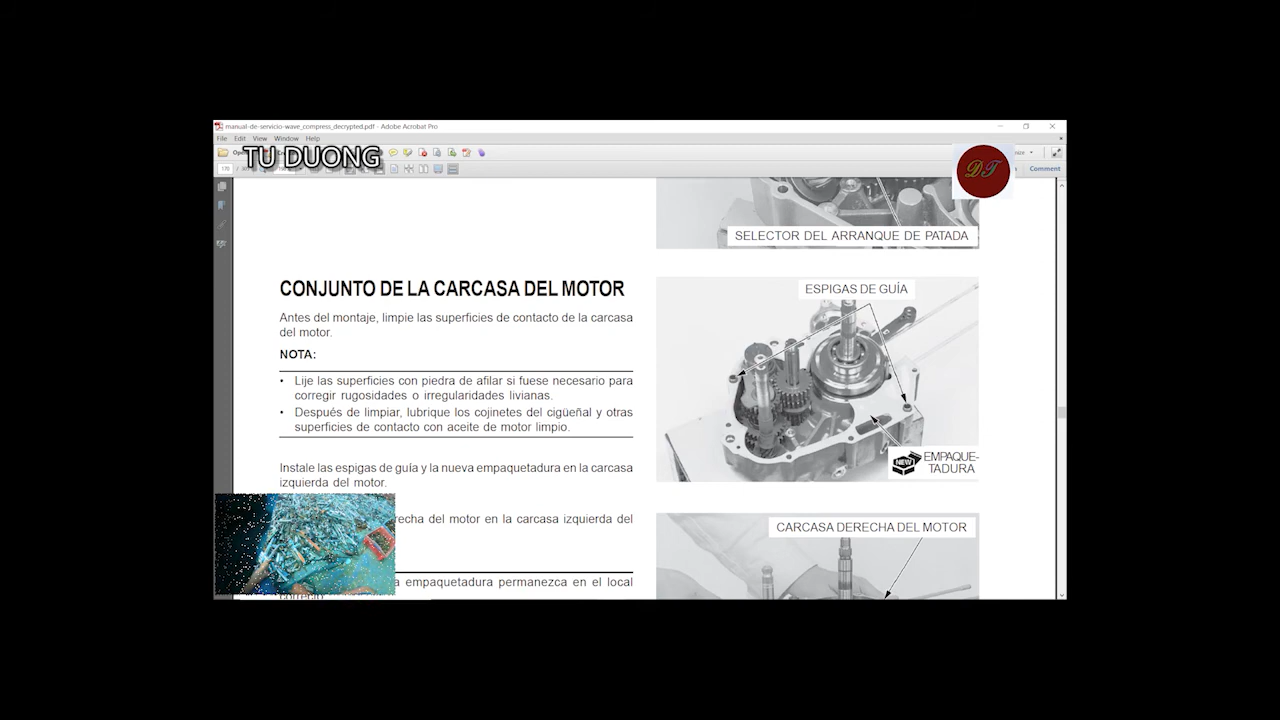 manual-de-servicio-wave_compress_decrypted.pdf - Adobe Acrobat Pro
File Edit View Window Help
TU DUONG
DT
Comment
SELECTOR DEL ARRANQUE DE PATADA
CONJUNTO DE LA CARCASA DEL MOTOR
Antes del montaje, limpie las superficies de contacto de la carcasa
del motor.
NOTA:
• Lije las superficies con piedra de afilar si fuese necesario para
corregir rugosidades o irregularidades livianas.
• Después de limpiar, lubrique los cojinetes del cigüeñal y otras
superficies de contacto con aceite de motor limpio.
Instale las espigas de guía y la nueva empaquetadura en la carcasa
izquierda del motor.
recha del motor en la carcasa izquierda del
a empaquetadura permanezca en el local
ESPIGAS DE GUÍA
NEW
EMPAQUE-
TADURA
CARCASA DERECHA DEL MOTOR